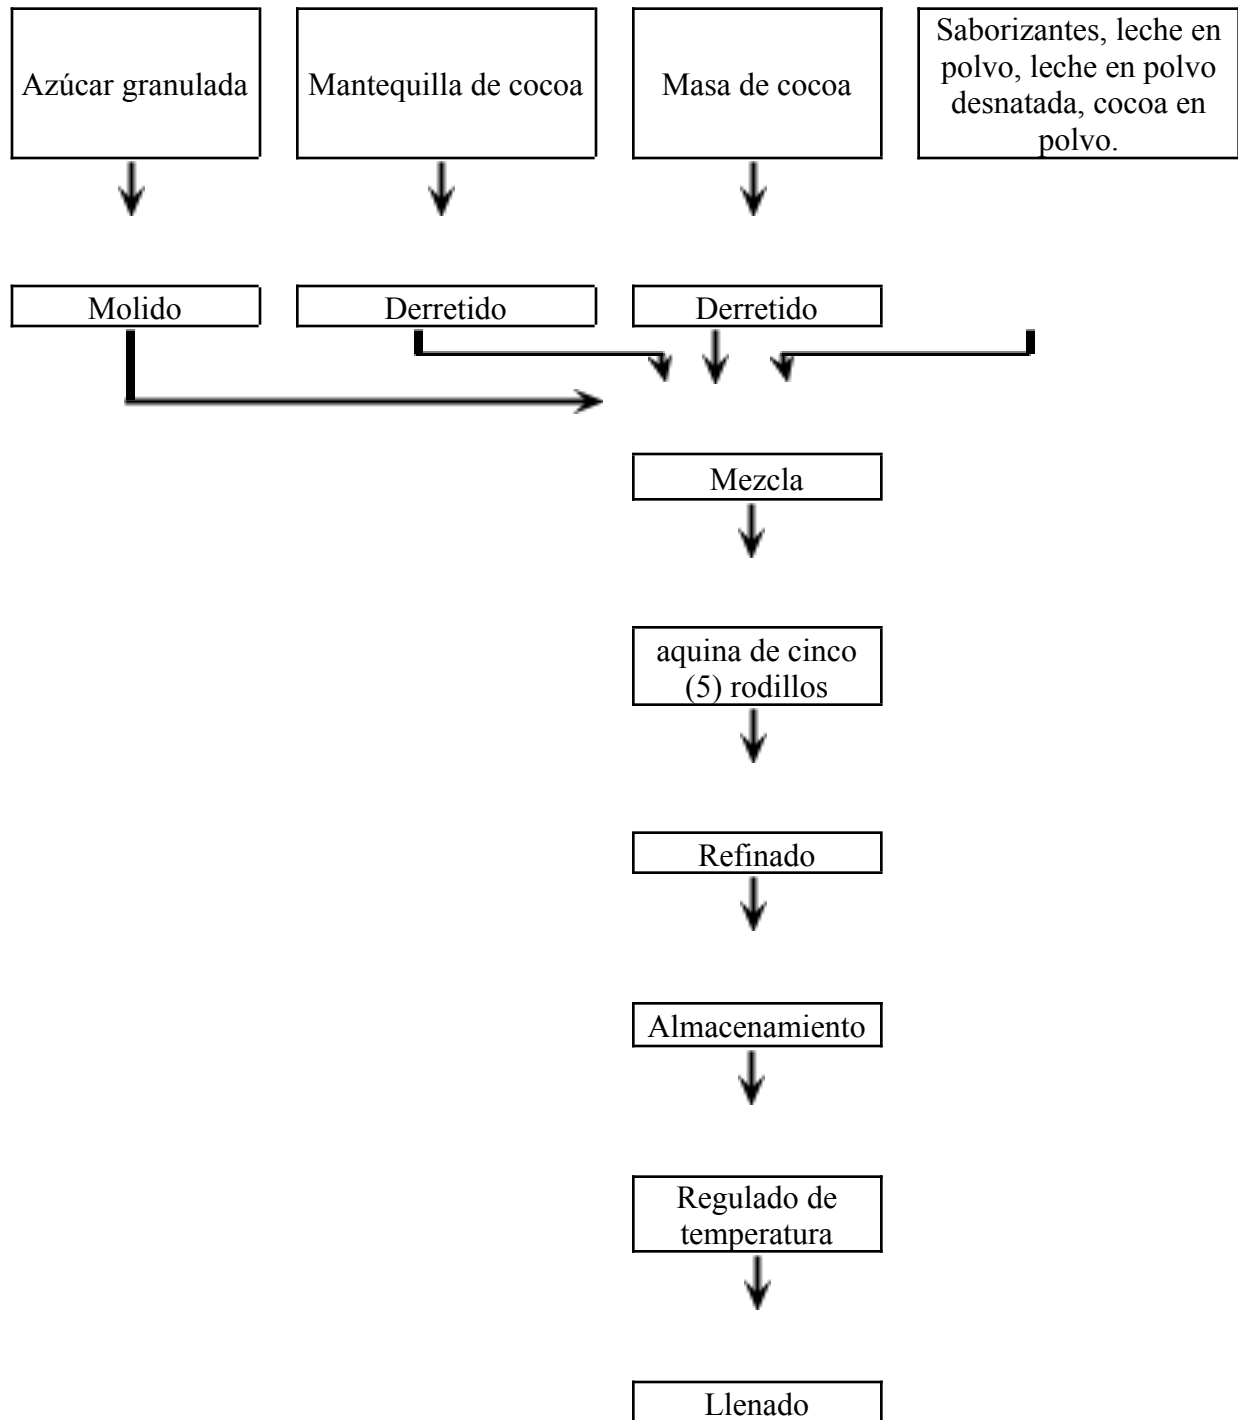 Azúcar granulada
Mantequilla de cocoa
Masa de cocoa
Saborizantes, leche en
polvo, leche en polvo
desnatada, cocoa en
polvo.
Molido
Derretido
Derretido
Mezcla
aquina de cinco
(5) rodillos
Refinado
Almacenamiento
Regulado de
temperatura
Llenado